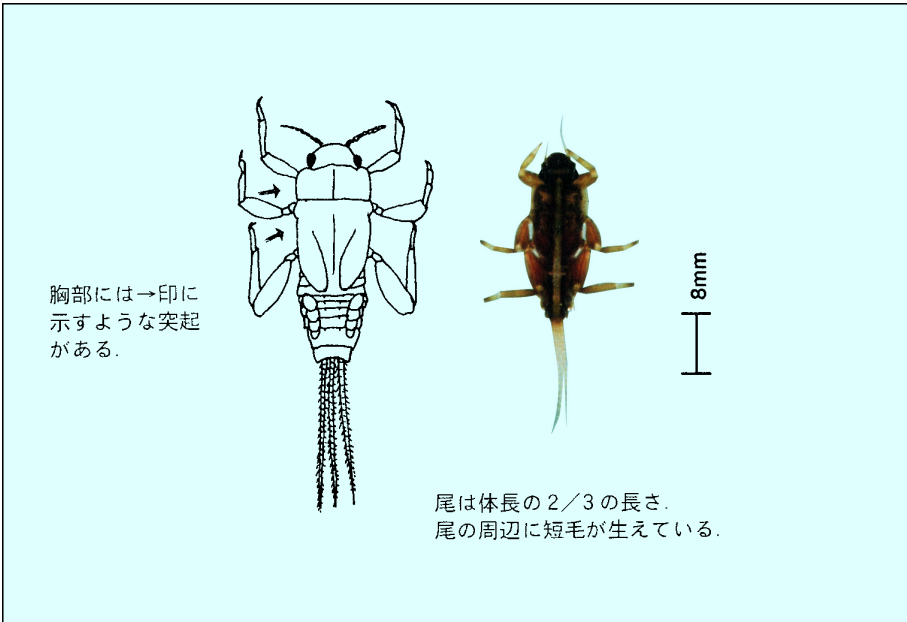 胸部には→印に
示すような突起
がある.
8mm
尾は体長の2／3の長さ.
尾の周辺に短毛が生えている.